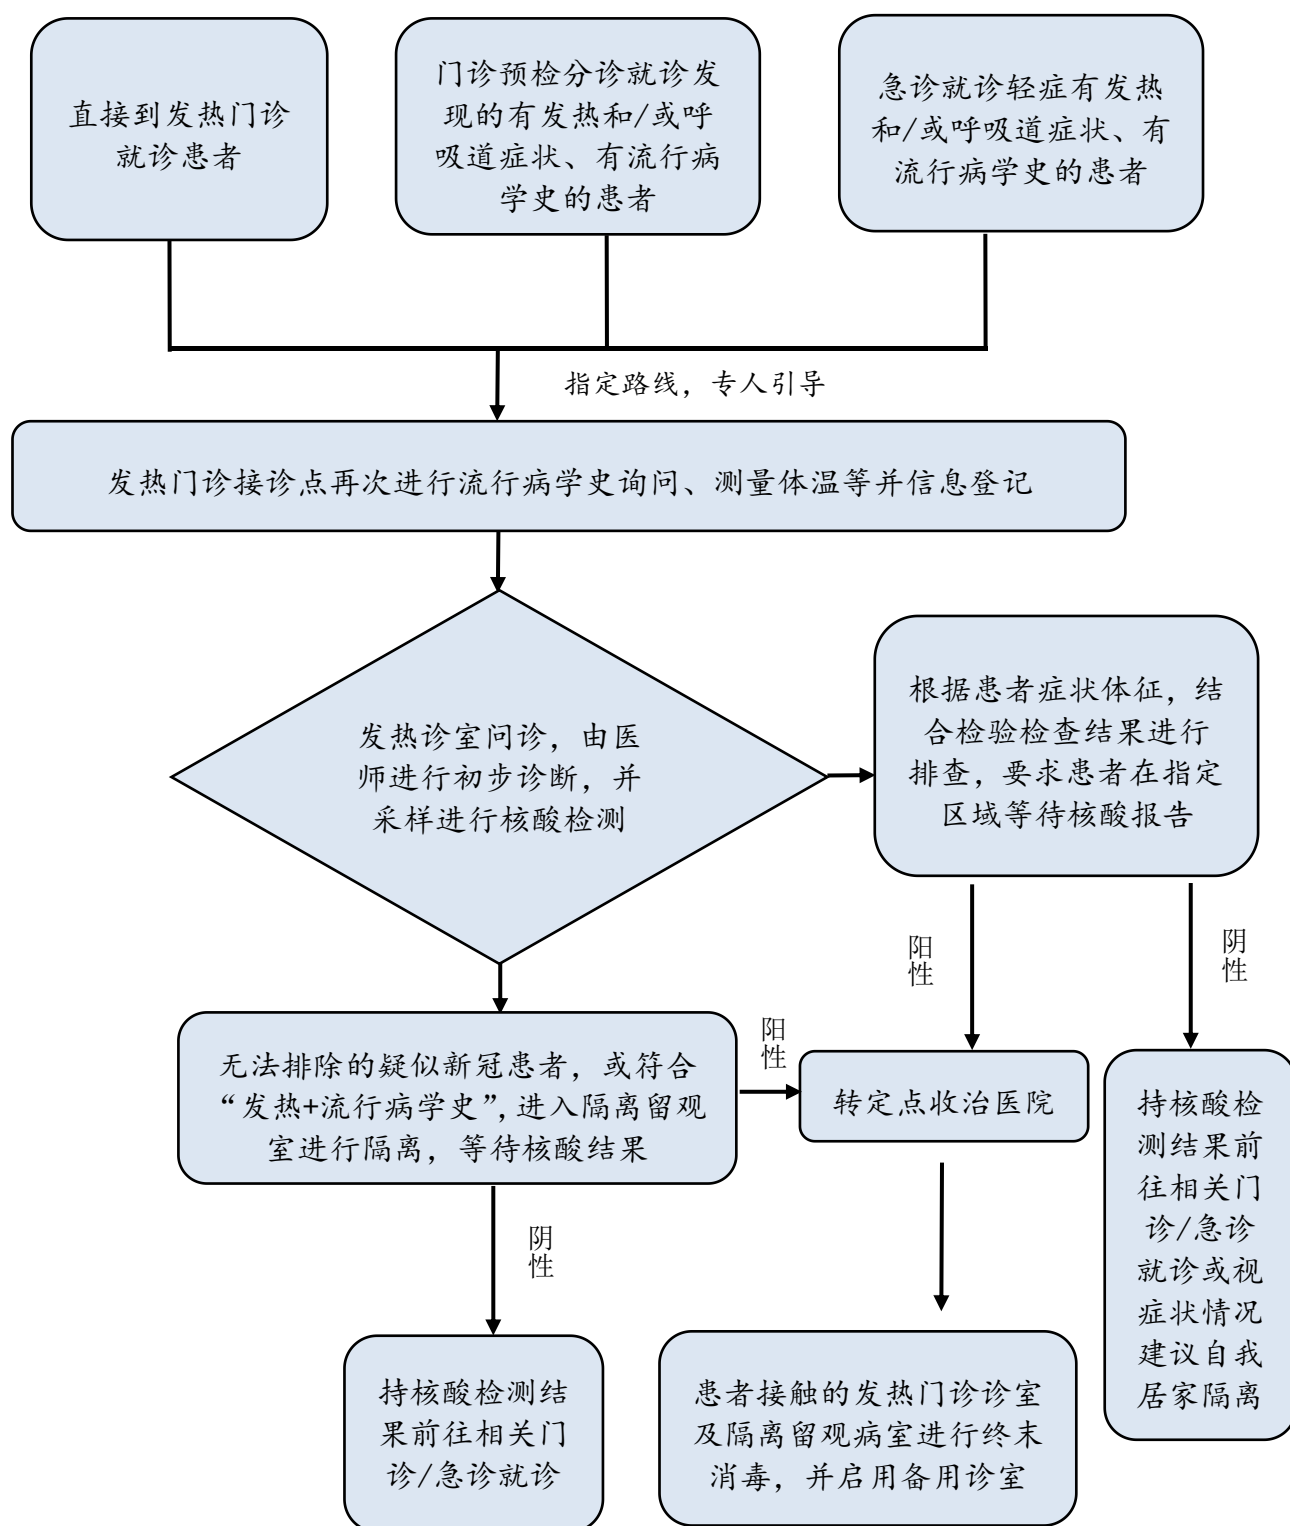 直接到发热门诊
就诊患者
门诊预检分诊就诊发
现的有发热和/或呼
吸道症状、有流行病
学史的患者
急诊就诊轻症有发热
和/或呼吸道症状、有
流行病学史的患者
指定路线，专人引导
发热门诊接诊点再次进行流行病学史询问、测量体温等并信息登记
发热诊室问诊，由医
师进行初步诊断，并
采样进行核酸检测
根据患者症状体征，结
合检验检查结果进行
排查，要求患者在指定
区域等待核酸报告
阳
性
阴
性
无法排除的疑似新冠患者，或符合
“发热+流行病学史”，进入隔离留观
室进行隔离，等待核酸结果
阳
性
转定点收治医院
持核酸检
测结果前
往相关门
诊/急诊
就诊或视
症状情况
建议自我
居家隔离
阴
性
持核酸检测结
果前往相关门
诊/急诊就诊
患者接触的发热门诊诊室
及隔离留观病室进行终末
消毒，并启用备用诊室